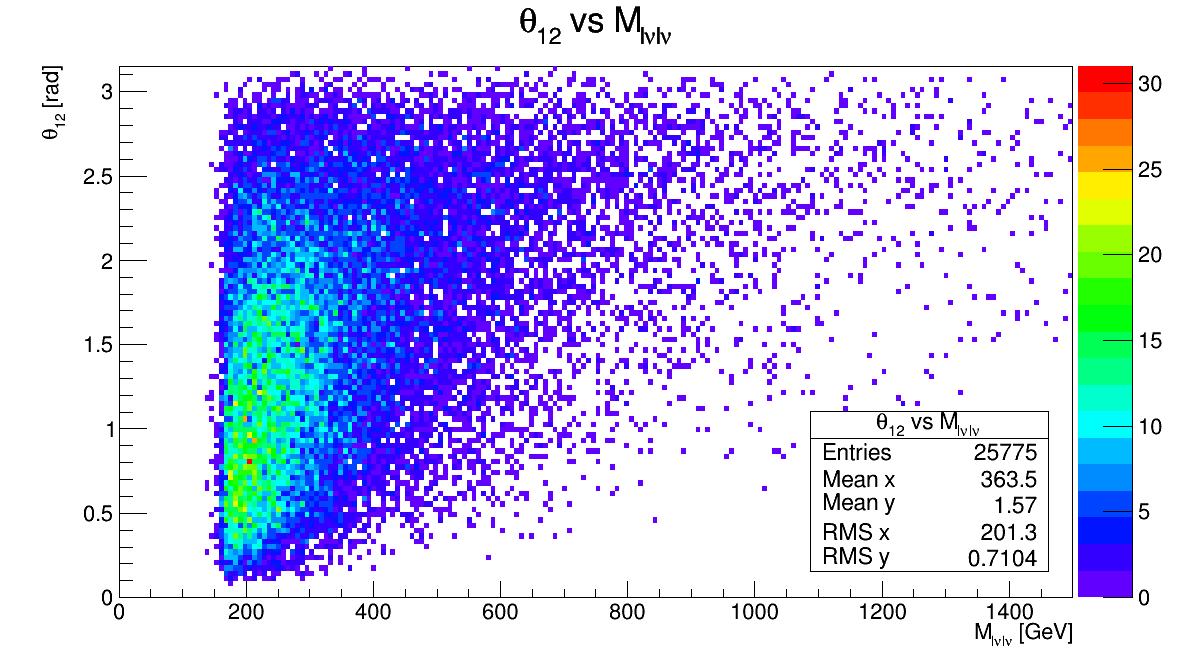 θ12 vs Mlνlν
θ12 [rad]
3
2.5
2
1.5
1
0.5
0
0 200 400 600 800 1000 1200 1400
Mlνlν [GeV]
30
25
20
15
10
5
0
θ12 vs Mlνlν
Entries 25775
Mean x 363.5
Mean y 1.57
RMS x 201.3
RMS y 0.7104